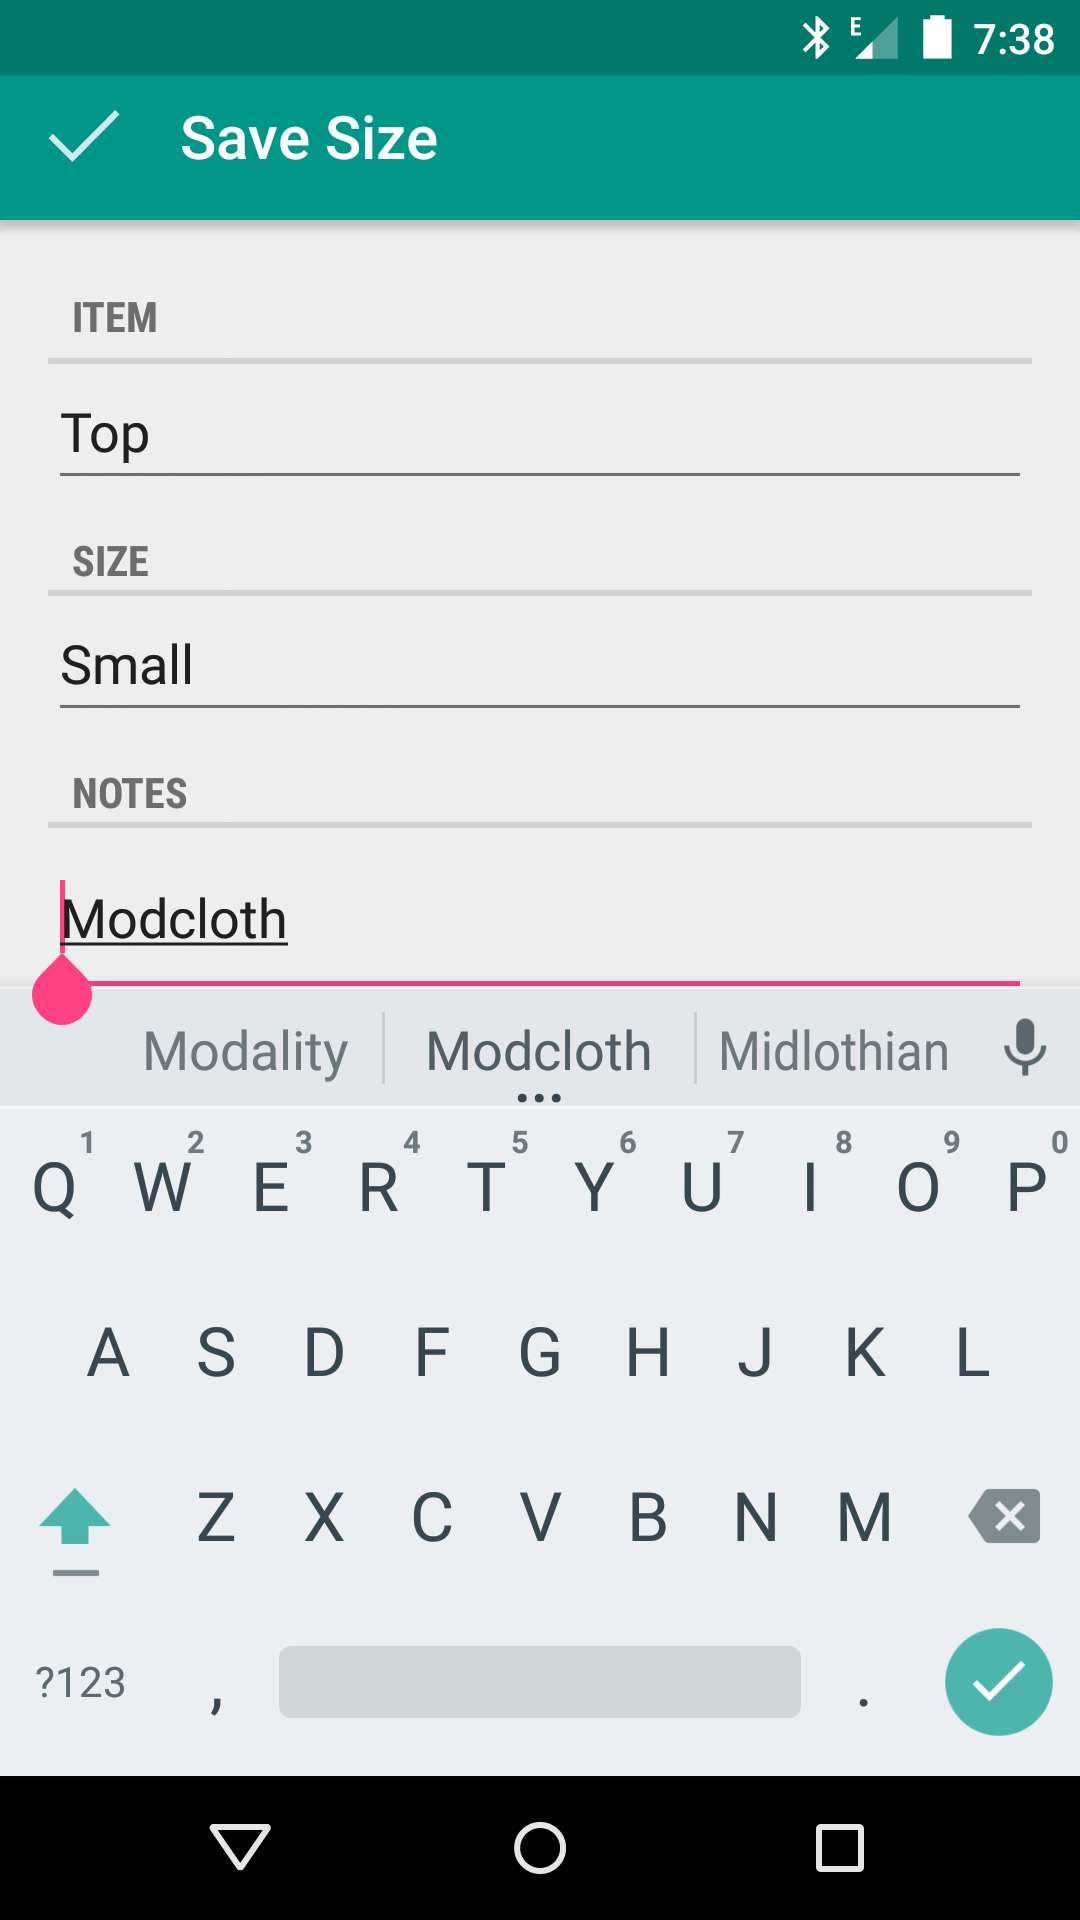 E 7:38
Save Size
ITEM
Top
SIZE
Small
NOTES
Modcloth
Modality Modcloth Midlothian
1 2 3 4 5 6 7 8 9 0
Q W E R T Y U I O P
A S D F G H J K L
Z X C V B N M
?123 , .